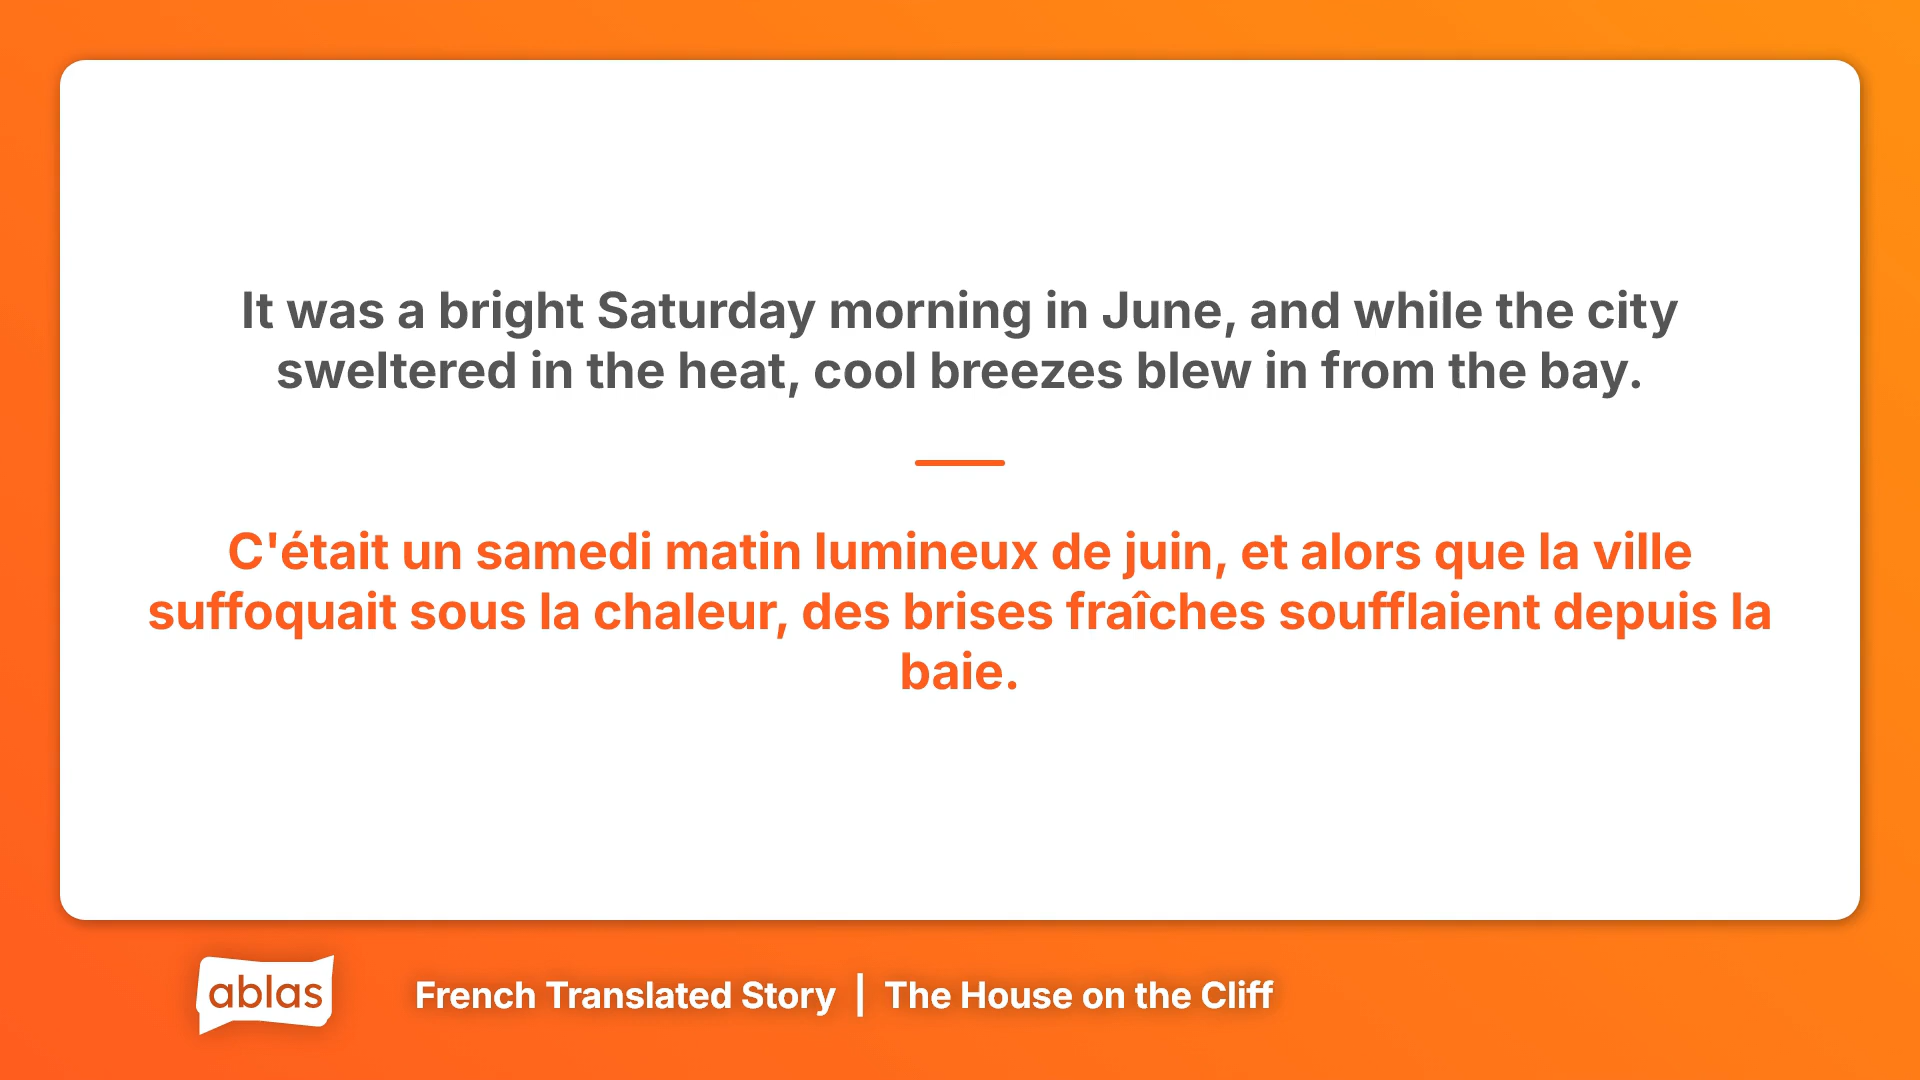 It was a bright Saturday morning in June, and while the city
sweltered in the heat, cool breezes blew in from the bay.
C'était un samedi matin lumineux de juin, et alors que la ville
suffoquait sous la chaleur, des brises fraîches soufflaient depuis la
baie.
ablas
French Translated Story | The House on the Cliff